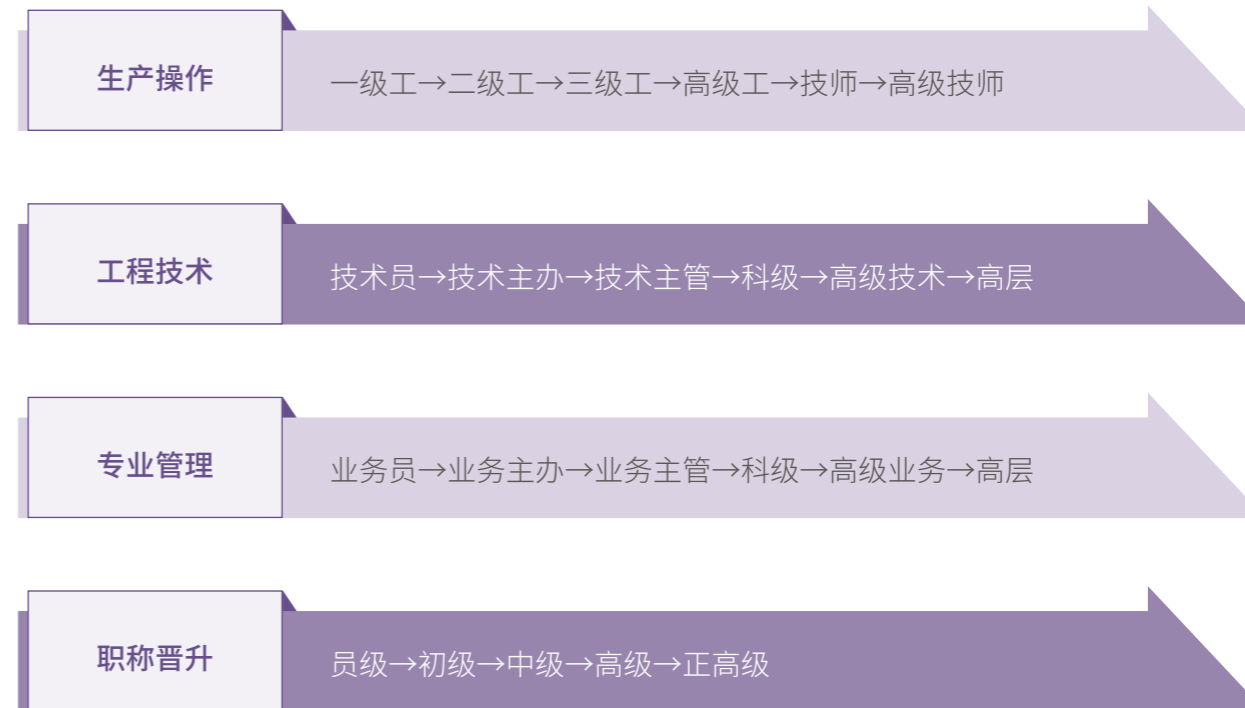 生产操作
一级工→二级工→三级工→高级工→技师→高级技师
工程技术
技术员→技术主办→技术主管→科级→高级技术→高层
专业管理
业务员→业务主办→业务主管→科级→高级业务→高层
职称晋升
员级→初级→中级→高级→正高级